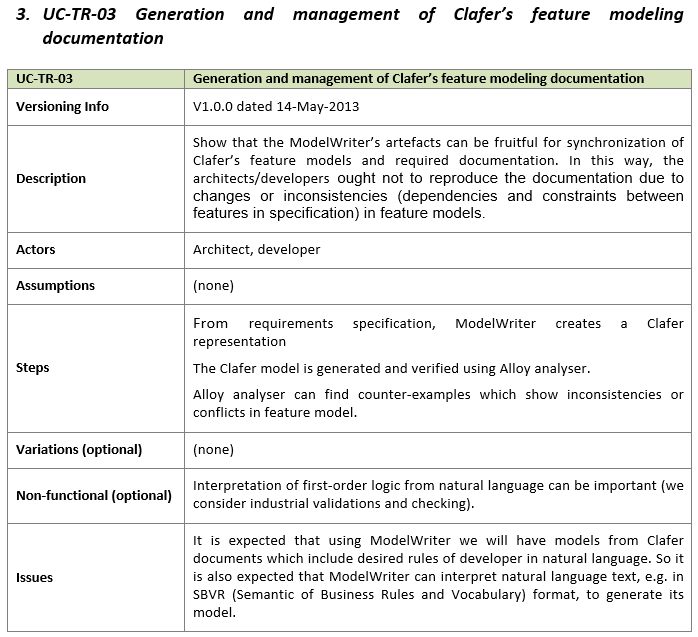 3. UC-TR-03 Generation and management of Clafer's feature modeling
documentation
UC-TR-03 Generation and management of Clafer's feature modeling documentation
Versioning Info V1.0.0 dated 14-May-2013
Description
Show that the ModelWriter's artefacts can be fruitful for synchronization of
Clafer's feature models and required documentation. In this way, the
architects/developers ought not to reproduce the documentation due to
changes or inconsistencies (dependencies and constraints between
features in specification) in feature models.
Actors Architect, developer
Assumptions (none)
Steps
From requirements specification, ModelWriter creates a Clafer
representation
The Clafer model is generated and verified using Alloy analyser.
Alloy analyser can find counter-examples which show inconsistencies or
conflicts in feature model.
Variations (optional) (none)
Non-functional (optional)
Interpretation of first-order logic from natural language can be important (we
consider industrial validations and checking).
Issues
It is expected that using ModelWriter we will have models from Clafer
documents which include desired rules of developer in natural language. So it
is also expected that ModelWriter can interpret natural language text, e.g. in
SBVR (Semantic of Business Rules and Vocabulary) format, to generate its
model.